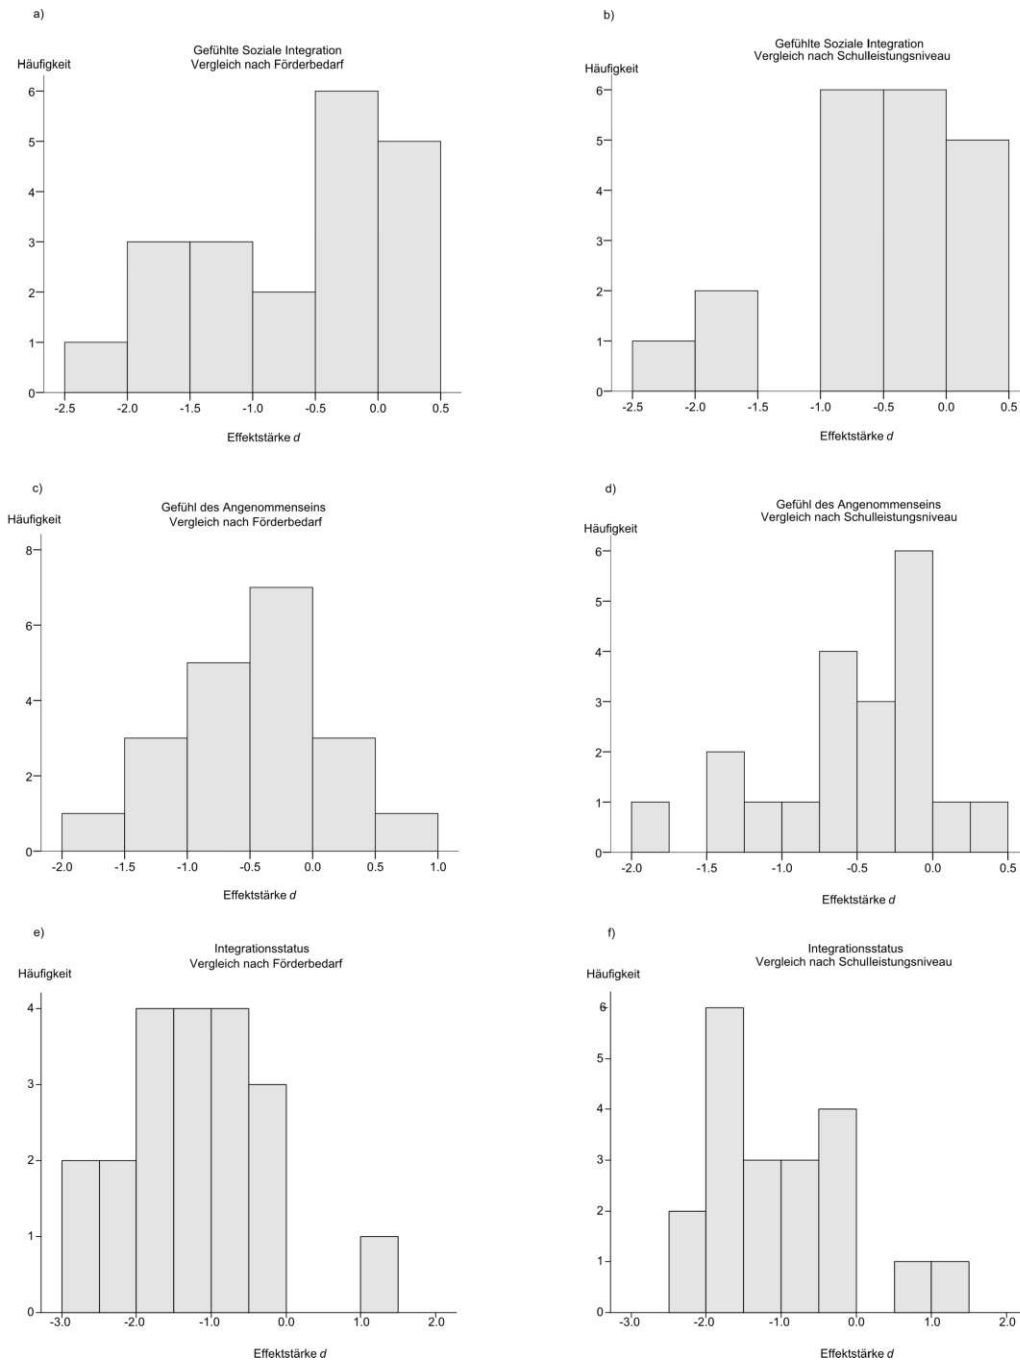 a)
Gefühlte Soziale Integration
Vergleich nach Förderbedarf
Häufigkeit
6
5
4
3
2
1
0
-2.5 -2.0 -1.5 -1.0 -0.5 0.0 0.5
Effektstärke d
b)
Gefühlte Soziale Integration
Vergleich nach Schulleistungsniveau
Häufigkeit
6
5
4
3
2
1
0
-2.5 -2.0 -1.5 -1.0 -0.5 0.0 0.5
Effektstärke d
c)
Gefühl des Angenommenseins
Vergleich nach Förderbedarf
Häufigkeit
8
6
4
2
0
-2.0 -1.5 -1.0 -0.5 0.0 0.5 1.0
Effektstärke d
d)
Gefühl des Angenommenseins
Vergleich nach Schulleistungsniveau
Häufigkeit
6
5
4
3
2
1
0
-2.0 -1.5 -1.0 -0.5 0.0 0.5
Effektstärke d
e)
Integrationsstatus
Vergleich nach Förderbedarf
Häufigkeit
4
3
2
1
0
-3.0 -2.0 -1.0 0.0 1.0 2.0
Effektstärke d
f)
Integrationsstatus
Vergleich nach Schulleistungsniveau
Häufigkeit
6
5
4
3
2
1
0
-3.0 -2.0 -1.0 0.0 1.0 2.0
Effektstärke d